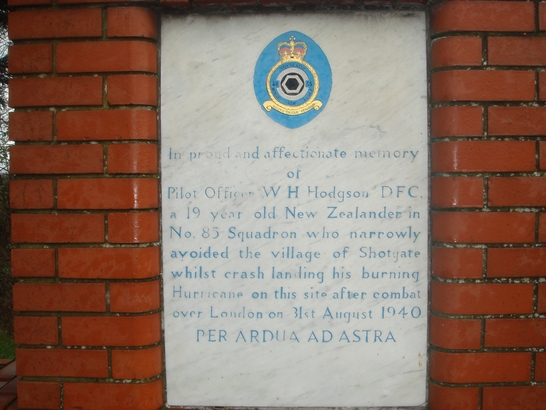 In proud and affectionate memory
of
Pilot Officer W H Hodgson D.F.C.
a 19 year old New Zealander in
No. 85 Squadron who narrowly
avoided the village of Shotgate
whilst crash landing his burning
Hurricane on this site after combat
over London on 31st August 1940
PER ARDUA AD ASTRA